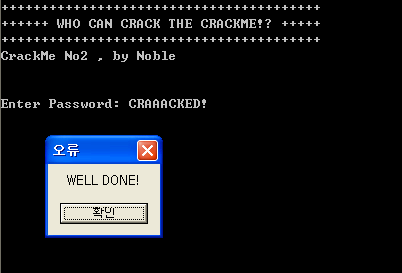 ++++++++++++++++++++++++++++++++++++++++
++++++ WHO CAN CRACK THE CRACKME!? +++++
++++++++++++++++++++++++++++++++++++++++
CrackMe No2 , by Noble
Enter Password: CRAAACKED!
오류
WELL DONE!
확인